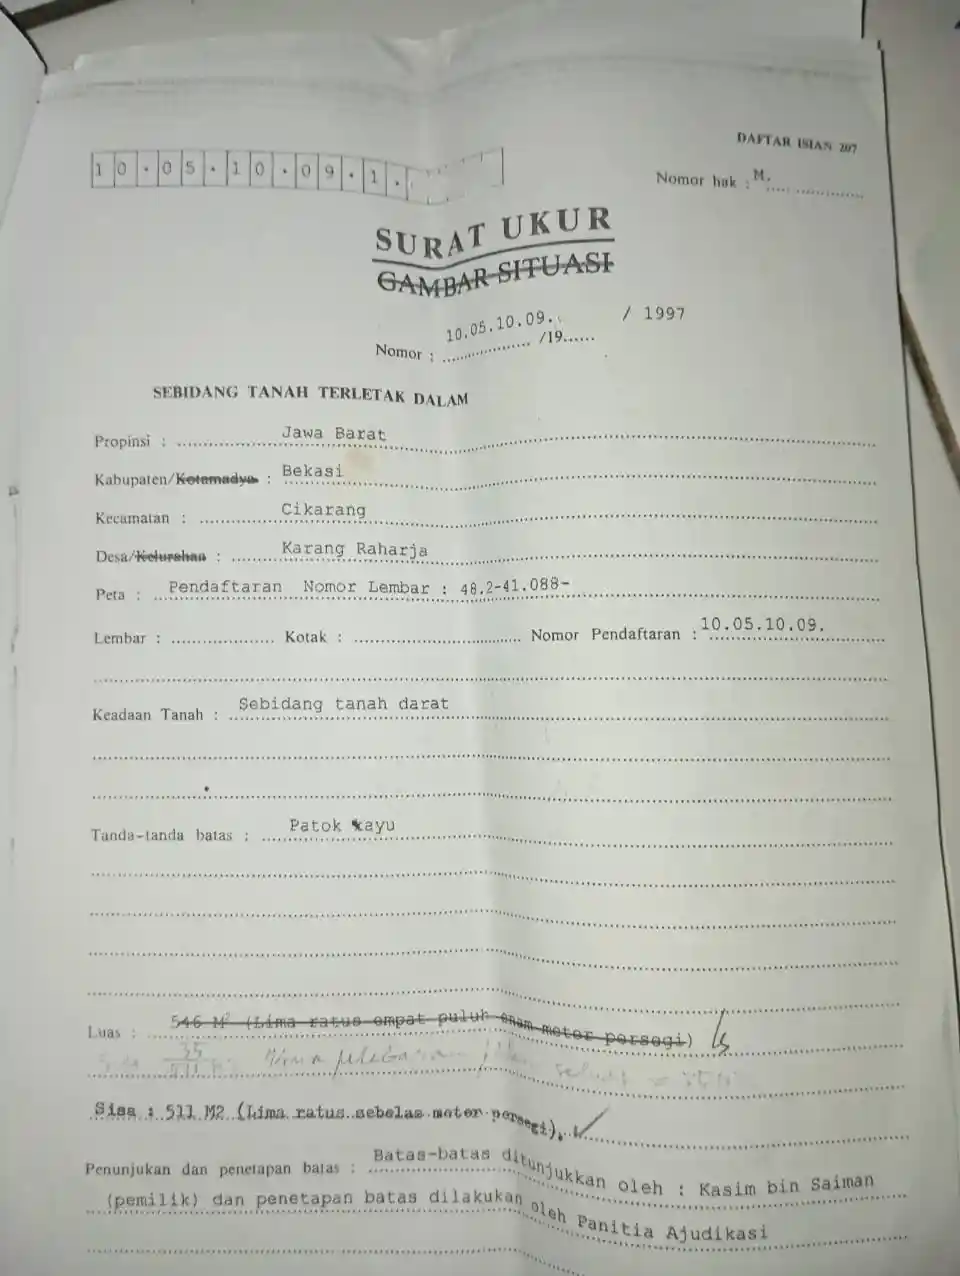 DAFTAR ISIAN 207
10.05.10.09.1.
Nomor hak : M.
SURAT UKUR
GAMBAR SITUASI
10.05.10.09. / 1997
Nomor : /19
SEBIDANG TANAH TERLETAK DALAM
Propinsi : Jawa Barat
Kabupaten/Kotamadya : Bekasi
Kecamatan : Cikarang
Desa/Kelurahan : Karang Raharja
Peta : Pendaftaran Nomor Lembar : 48.2-41.088-
Lembar : Kotak : Nomor Pendaftaran : 10.05.10.09.
Keadaan Tanah : Sebidang tanah darat
Tanda-tanda batas : Patok kayu
Luas : 546 M² (Lima ratus empat puluh enam meter persegi)
35
Sisa : 511 M2 (Lima ratus sebelas meter persegi).
Penunjukan dan penetapan batas : Batas-batas ditunjukkan oleh : Kasim bin Saiman
(pemilik) dan penetapan batas dilakukan oleh Panitia Ajudikasi